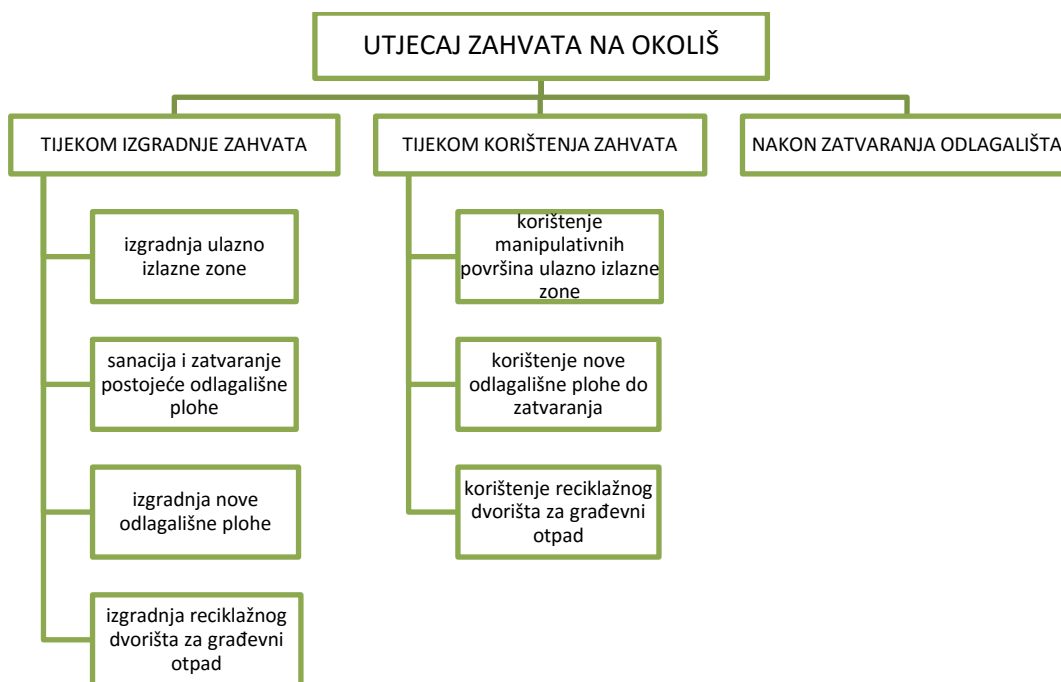 UTJECAJ ZAHVATA NA OKOLIŠ
TIJEKOM IZGRADNJE ZAHVATA
TIJEKOM KORIŠTENJA ZAHVATA
NAKON ZATVARANJA ODLAGALIŠTA
izgradnja ulazno
izlazne zone
sanacija i zatvaranje
postojeće odlagališne
plohe
izgradnja nove
odlagališne plohe
izgradnja reciklažnog
dvorišta za građevni
otpad
korištenje
manipulativnih
površina ulazno izlazne
zone
korištenje nove
odlagališne plohe do
zatvaranja
korištenje reciklažnog
dvorišta za građevni
otpad